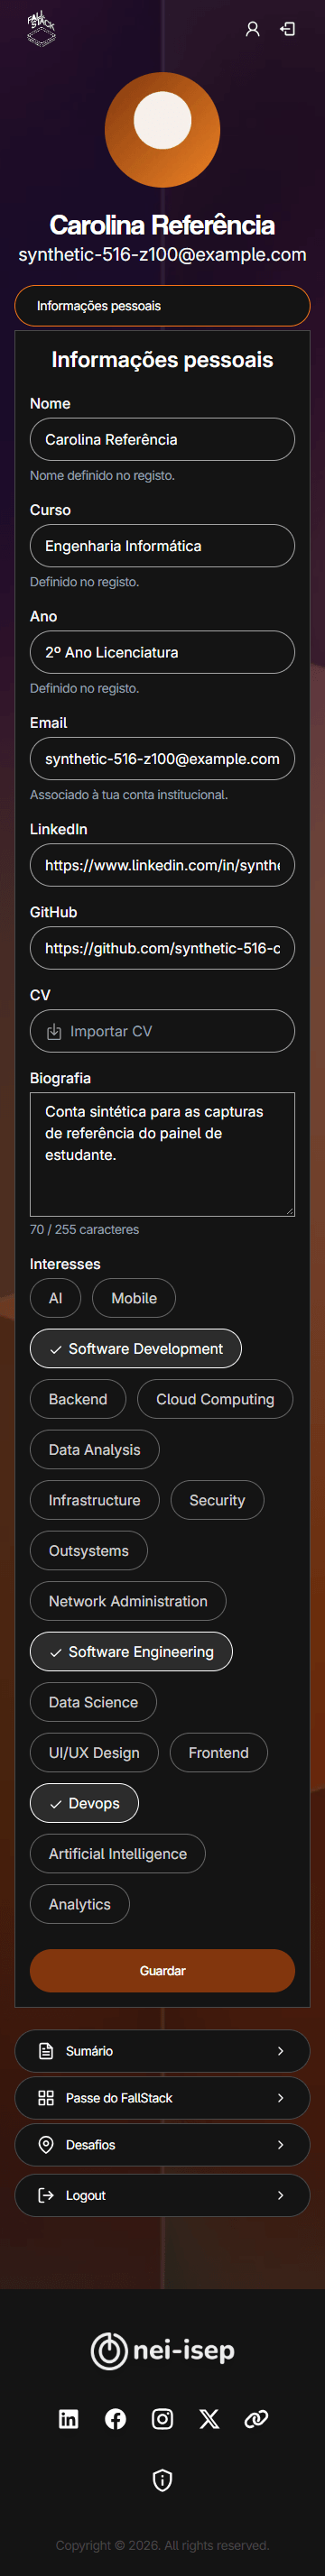 FALL
STACK
Carolina Referência
synthetic-516-z100@example.com
Informações pessoais
Informações pessoais
Nome
Carolina Referência
Nome definido no registo.
Curso
Engenharia Informática
Definido no registo.
Ano
2º Ano Licenciatura
Definido no registo.
Email
synthetic-516-z100@example.com
Associado à tua conta institucional.
LinkedIn
https://www.linkedin.com/in/synthe
GitHub
https://github.com/synthetic-516-c
CV
Importar CV
Biografia
Conta sintética para as capturas
de referência do painel de
estudante.
70 / 255 caracteres
Interesses
AI Mobile
Software Development
Backend Cloud Computing
Data Analysis
Infrastructure Security
Outsystems
Network Administration
Software Engineering
Data Science
UI/UX Design Frontend
Devops
Artificial Intelligence
Analytics
Guardar
Sumário
Passe do FallStack
Desafios
Logout
nei-isep
Copyright © 2026. All rights reserved.